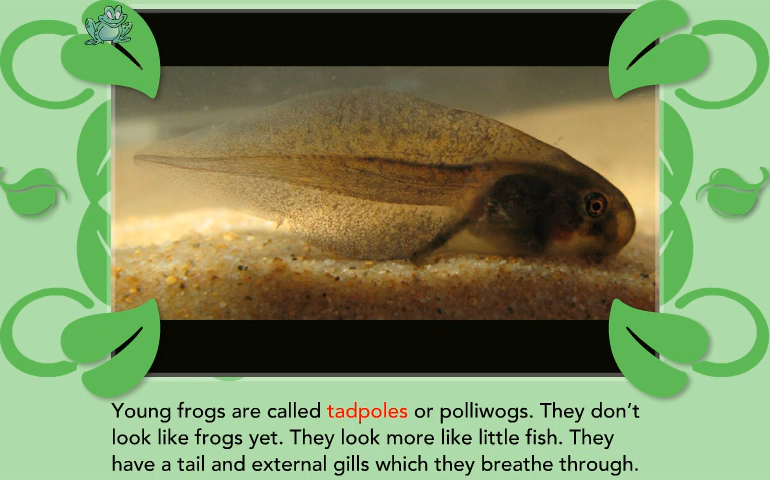 Young frogs are called tadpoles or polliwogs. They don’t
look like frogs yet. They look more like little fish. They
have a tail and external gills which they breathe through.